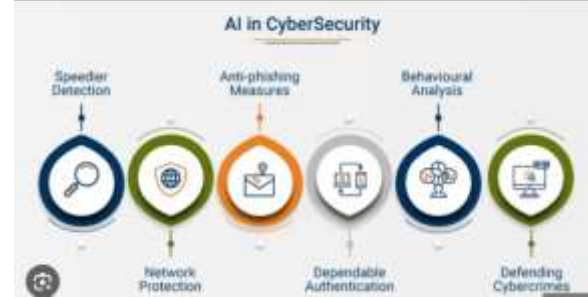 AI in CyberSecurity
Speedier
Detection
Anti-phishing
Measures
Behavioural
Analysis
Network
Protection
Dependable
Authentication
Defending
Cybercrimes